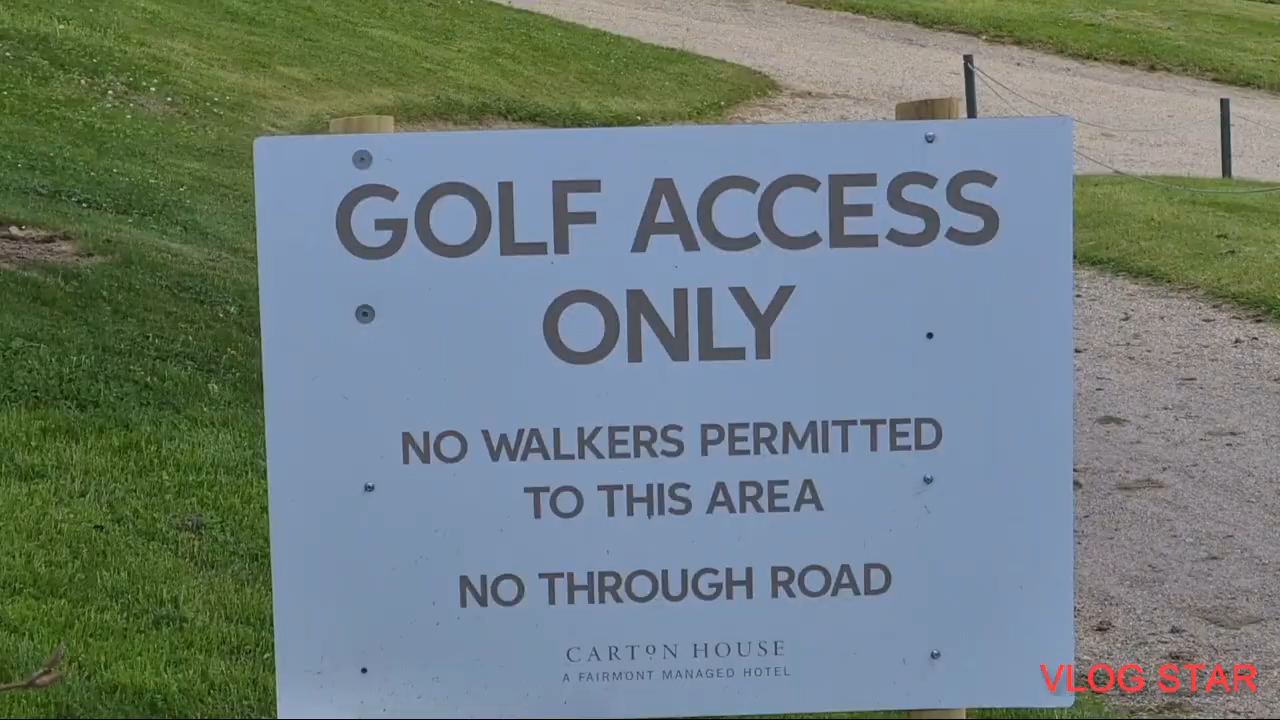 GOLF ACCESS
ONLY
NO WALKERS PERMITTED
TO THIS AREA
NO THROUGH ROAD
CARTON HOUSE
A FAIRMONT MANAGED HOTEL
VLOG STAR